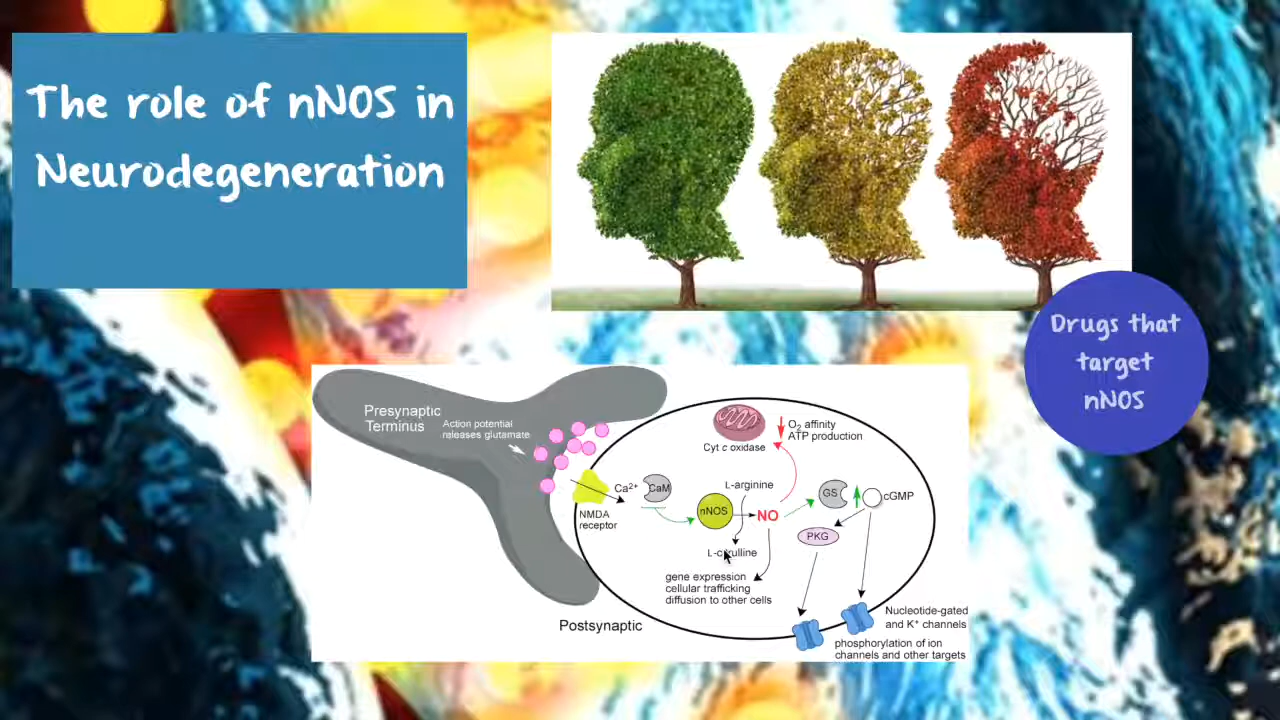 The role of nNOS in
Neurodegeneration
Drugs that
target
nNOS
Presynaptic
Terminus
Action potential
releases glutamate
NMDA
receptor
Ca²⁺
CaM
nNOS
L-arginine
NO
Cyt c oxidase
O₂ affinity
ATP production
GS
cGMP
PKG
gene expression
cellular trafficking
diffusion to other cells
Postsynaptic
Nucleotide-gated
and K⁺ channels
phosphorylation of ion
channels and other targets